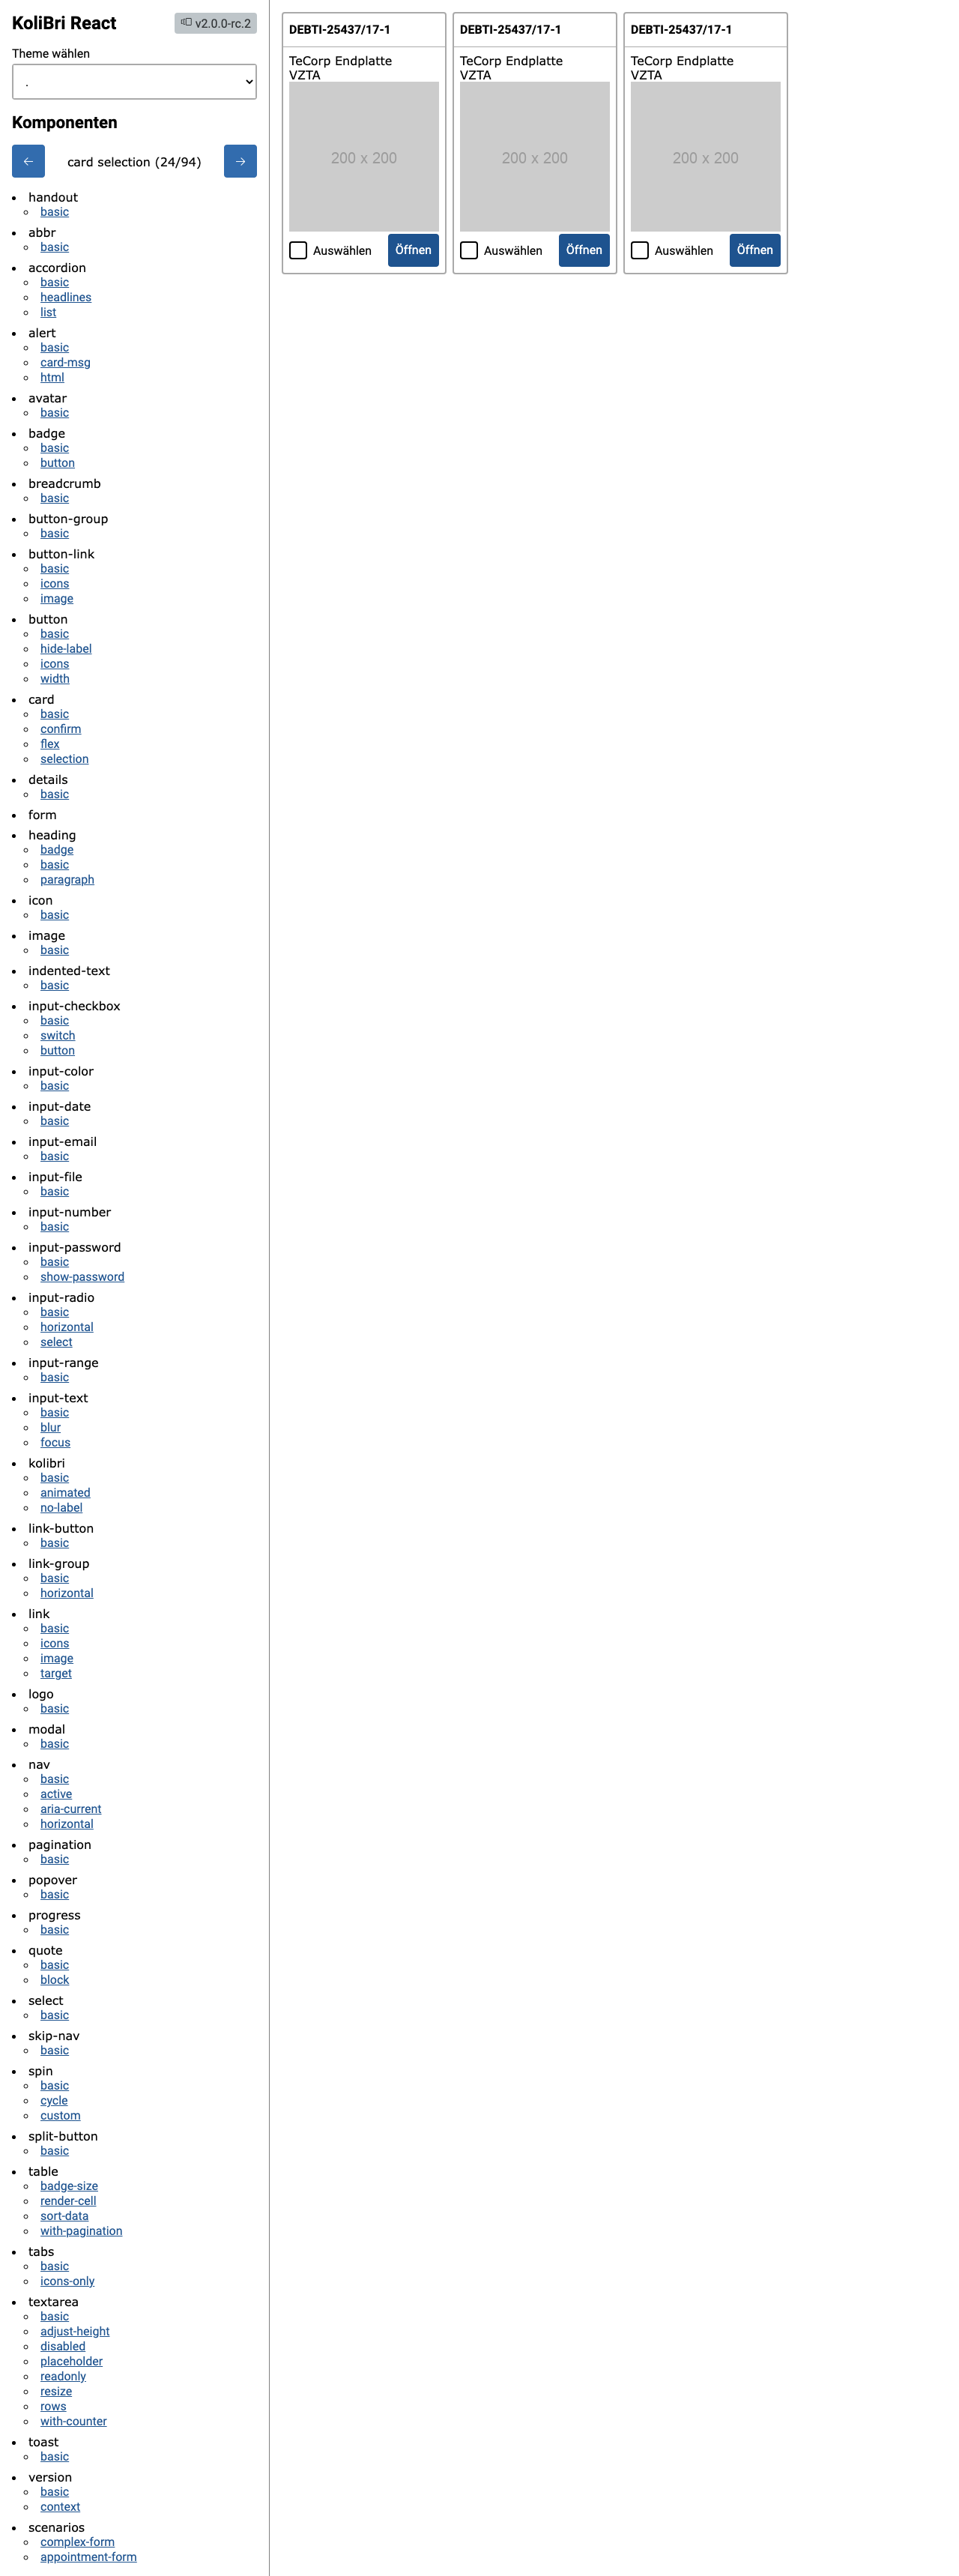 KoliBri React
v2.0.0-rc.2
Theme wählen
.
Komponenten
←
card selection (24/94)
→
handout
basic
abbr
basic
accordion
basic
headlines
list
alert
basic
card-msg
html
avatar
basic
badge
basic
button
breadcrumb
basic
button-group
basic
button-link
basic
icons
image
button
basic
hide-label
icons
width
card
basic
confirm
flex
selection
details
basic
form
heading
badge
basic
paragraph
icon
basic
image
basic
indented-text
basic
input-checkbox
basic
switch
button
input-color
basic
input-date
basic
input-email
basic
input-file
basic
input-number
basic
input-password
basic
show-password
input-radio
basic
horizontal
select
input-range
basic
input-text
basic
blur
focus
kolibri
basic
animated
no-label
link-button
basic
link-group
basic
horizontal
link
basic
icons
image
target
logo
basic
modal
basic
nav
basic
active
aria-current
horizontal
pagination
basic
popover
basic
progress
basic
quote
basic
block
select
basic
skip-nav
basic
spin
basic
cycle
custom
split-button
basic
table
badge-size
render-cell
sort-data
with-pagination
tabs
basic
icons-only
textarea
basic
adjust-height
disabled
placeholder
readonly
resize
rows
with-counter
toast
basic
version
basic
context
scenarios
complex-form
appointment-form
DEBTI-25437/17-1
TeCorp Endplatte
VZTA
200 x 200
Auswählen
Öffnen
DEBTI-25437/17-1
TeCorp Endplatte
VZTA
200 x 200
Auswählen
Öffnen
DEBTI-25437/17-1
TeCorp Endplatte
VZTA
200 x 200
Auswählen
Öffnen